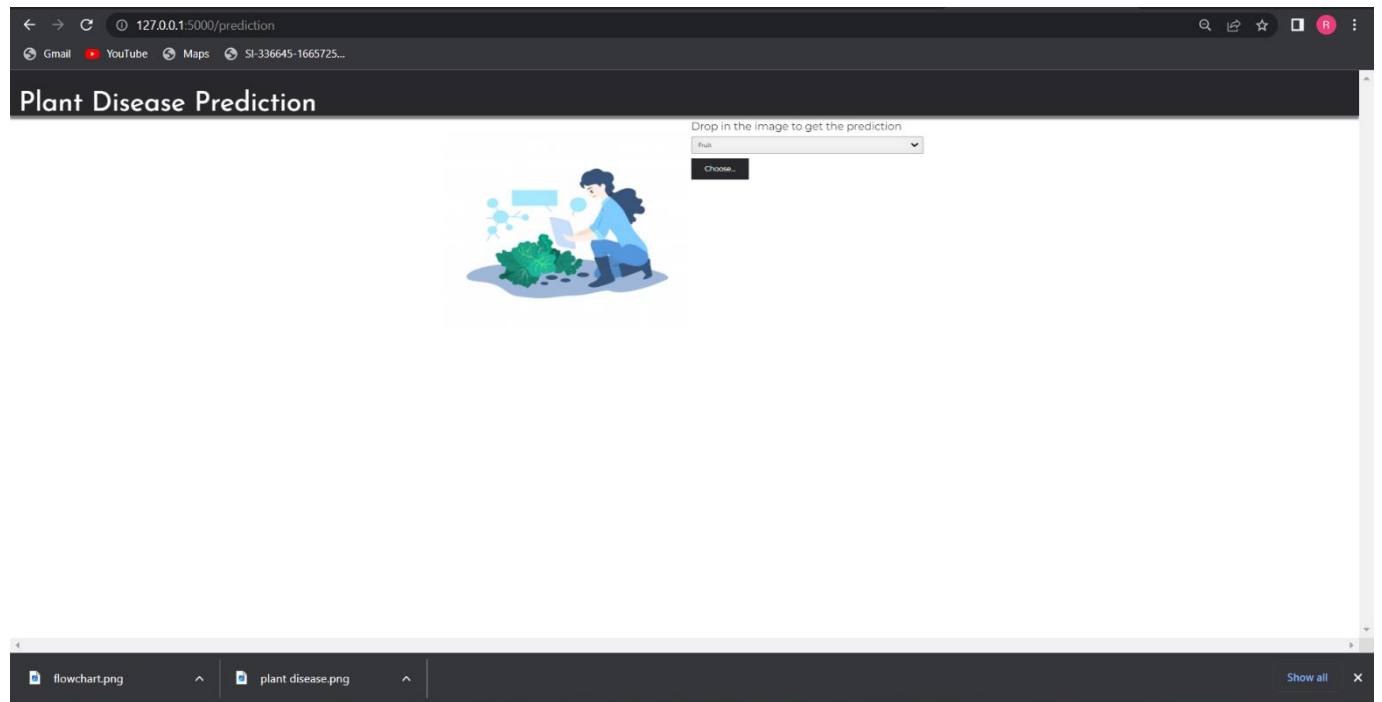 127.0.0.1:5000/prediction
R
Gmail YouTube Maps SI-336645-1665725...
Plant Disease Prediction
Drop in the image to get the prediction
Fruit
Choose...
flowchart.png plant disease.png Show all